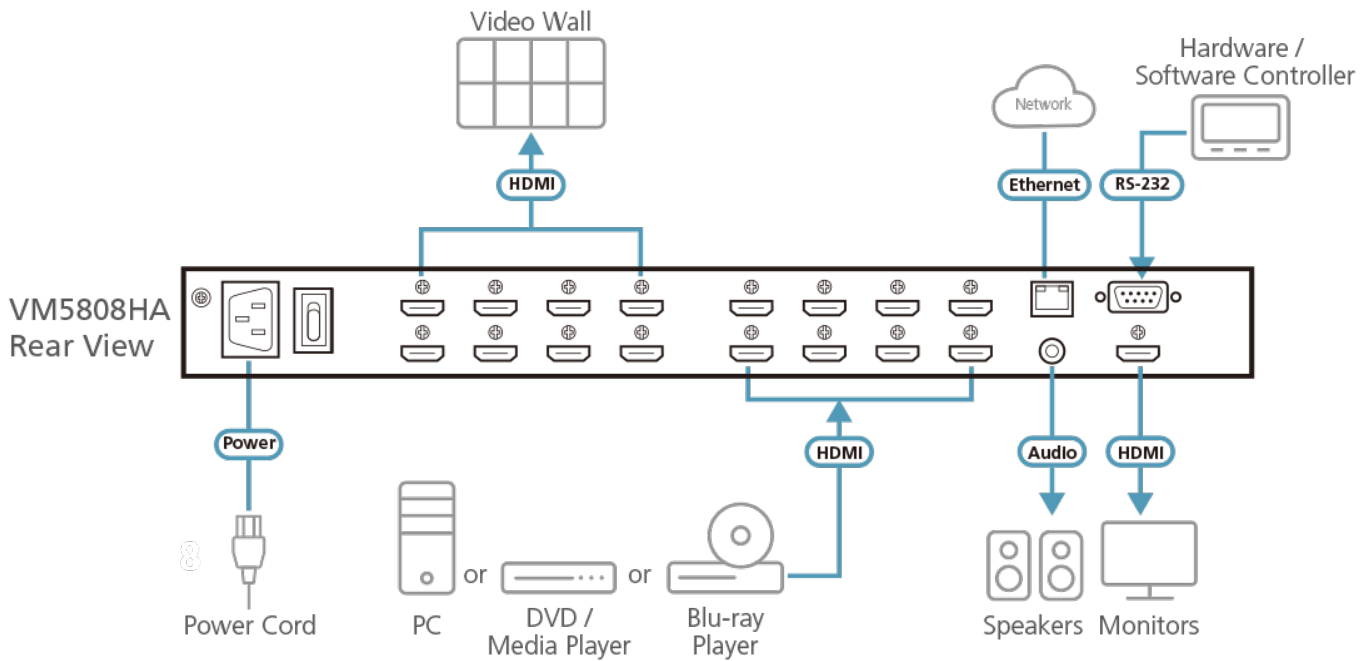 Video Wall
Hardware /
Software Controller
Network
HDMI
Ethernet
RS-232
VM5808HA
Rear View
Power
HDMI
Audio
HDMI
8
or
or
Power Cord
PC
DVD /
Media Player
Blu-ray
Player
Speakers
Monitors